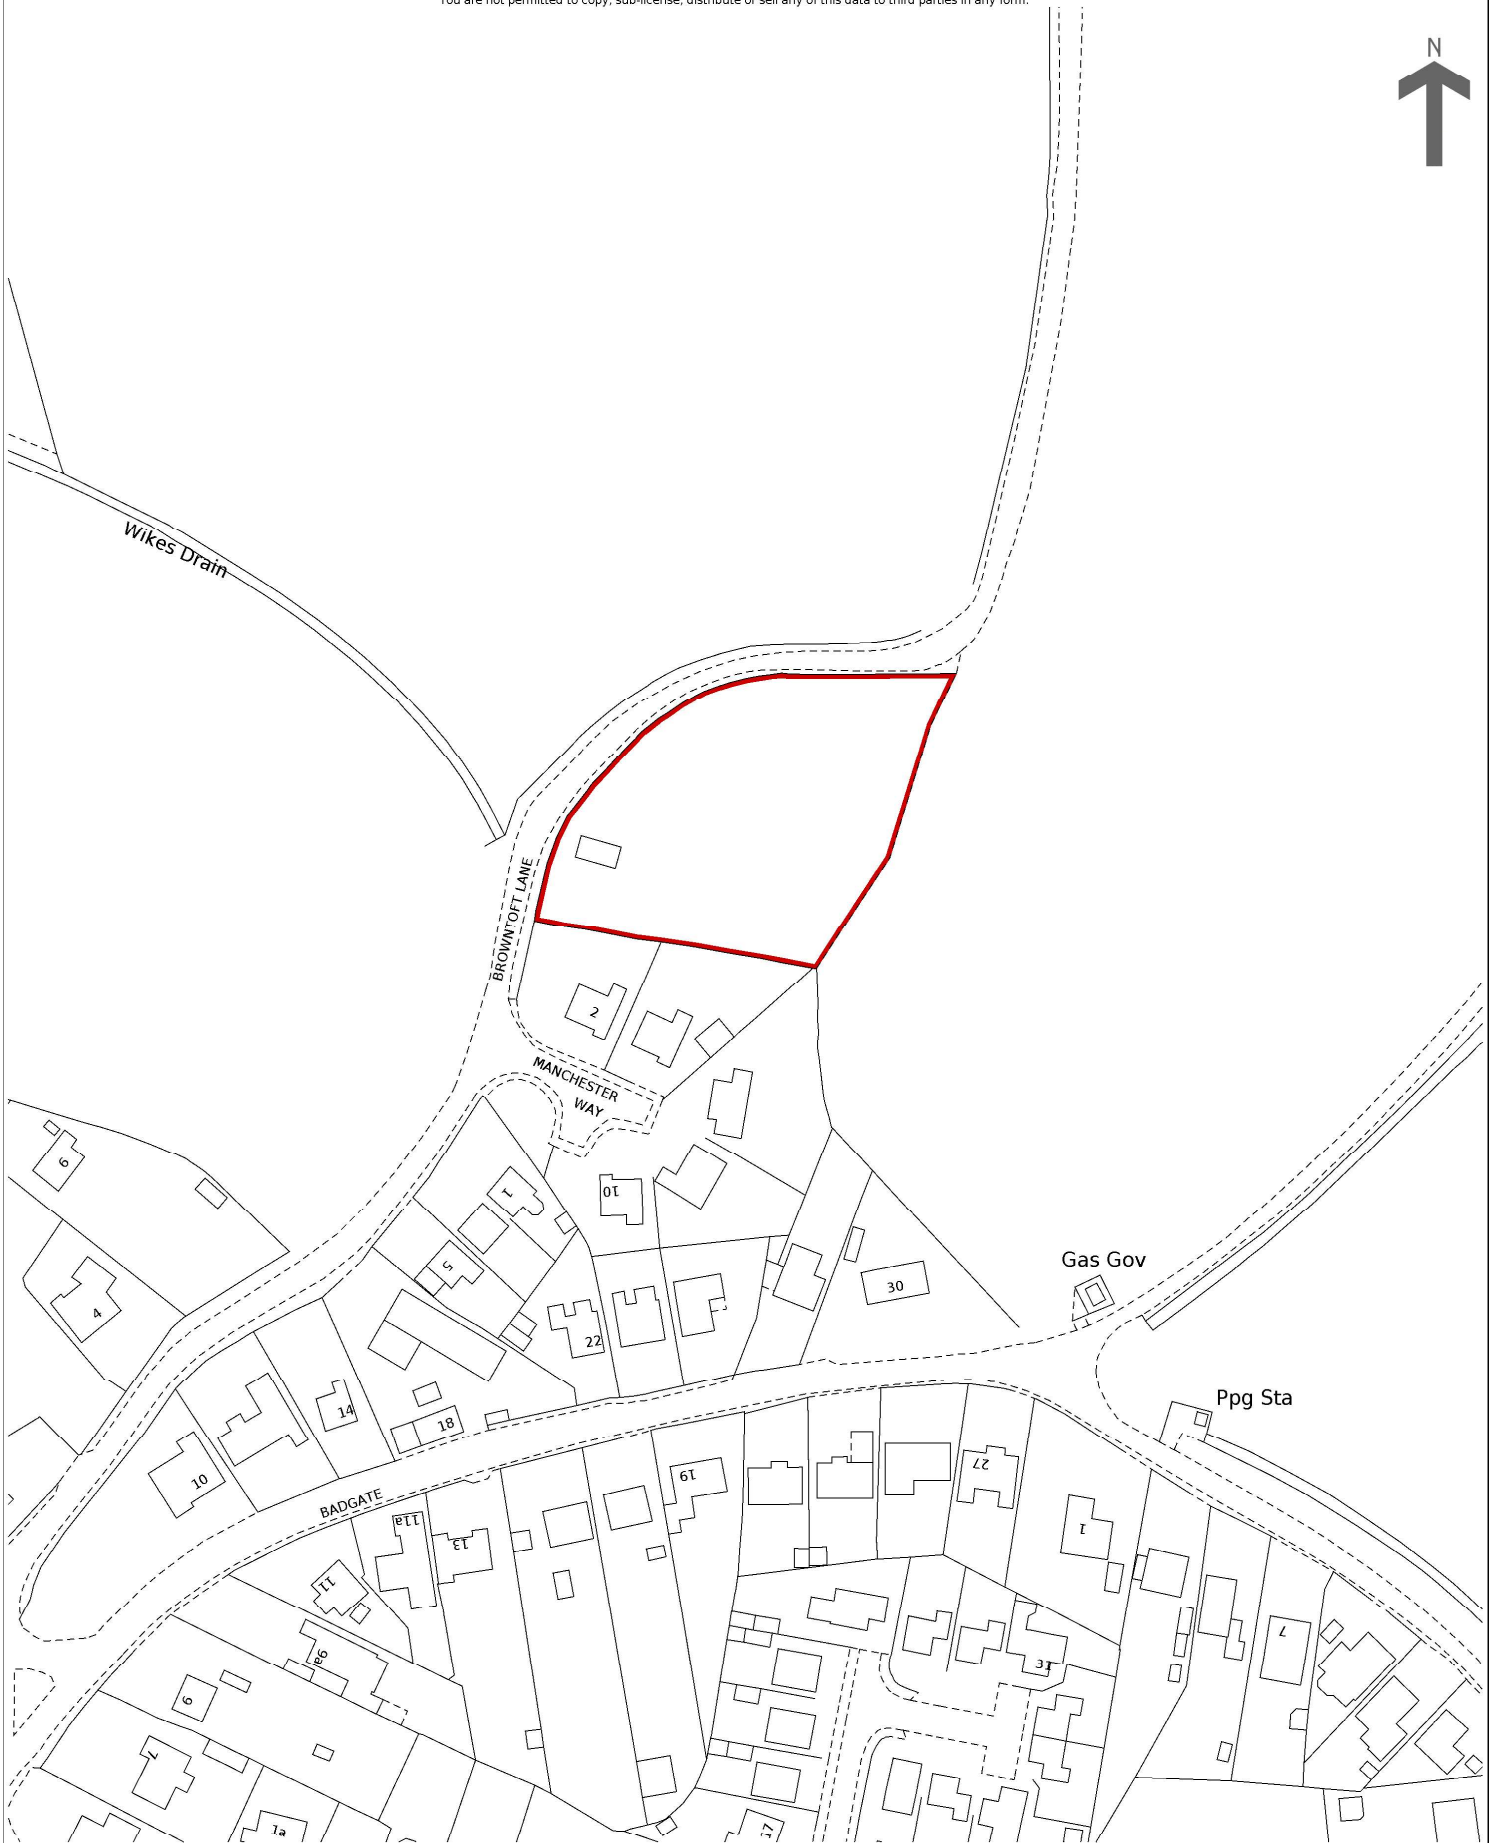 You are not permitted to copy, sub-license, distribute or sell any of this data to third parties in any form.
N
Wikes Drain
BROWNTOFT LANE
2
MANCHESTER
WAY
6
1
10
5
4
Gas Gov
30
22
Ppg Sta
14
18
10
19
27
BADGATE
11a
13
1
11
9a
7
31
9
7
1a
17